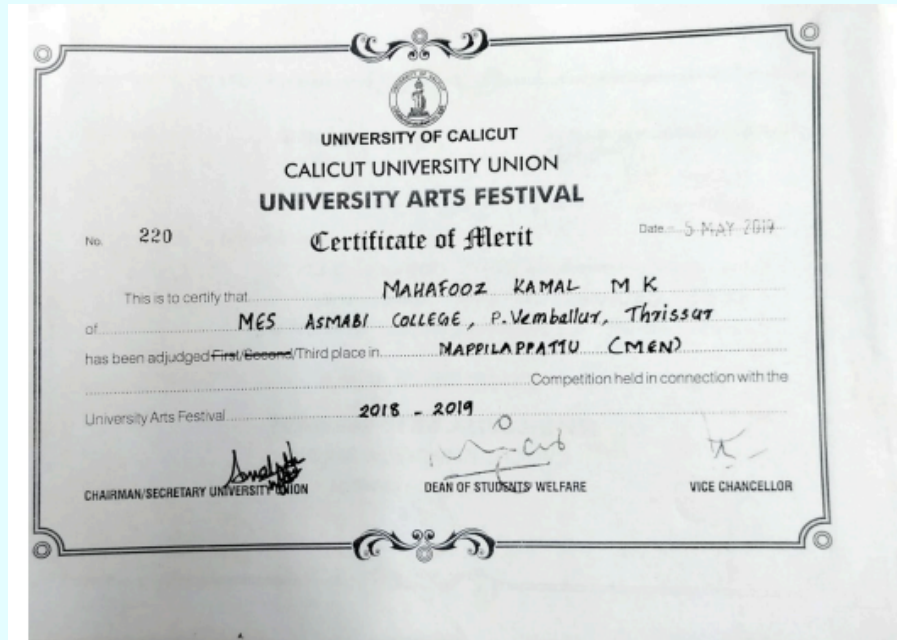 UNIVERSITY OF CALICUT
CALICUT UNIVERSITY UNION
UNIVERSITY ARTS FESTIVAL
No. 220 Certificate of Merit Date 5 MAY 2019
This is to certify that MAHAFOOZ KAMAL M K
of MES ASMABI COLLEGE, P.Vemballur, Thrissur
has been adjudged First/Second/Third place in MAPPILAPPATTU (MEN)
Competition held in connection with the
University Arts Festival 2018 - 2019
CHAIRMAN/SECRETARY UNIVERSITY UNION DEAN OF STUDENTS' WELFARE VICE CHANCELLOR